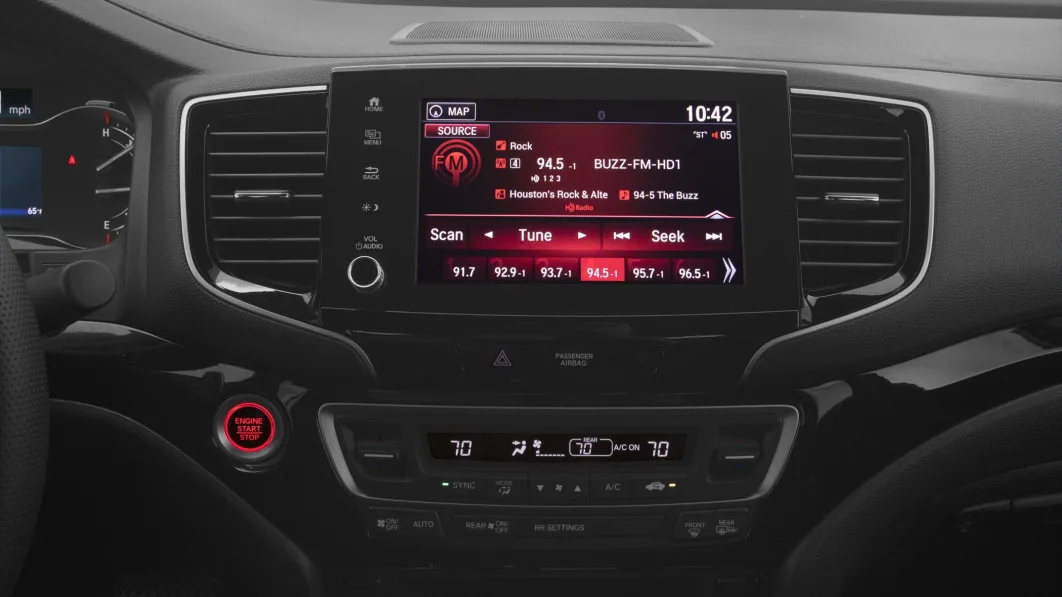 mph
H
E
65°F
HOME
MENU
BACK
VOL
AUDIO
MAP
10:42
SOURCE
"ST" 05
FM
Rock
4 94.5 -1 BUZZ-FM-HD1
HD 1 2 3
Houston's Rock & Alte 94-5 The Buzz
HD Radio
Scan Tune Seek
91.7 92.9-1 93.7-1 94.5-1 95.7-1 96.5-1
PASSENGER
AIRBAG
ENGINE
START
STOP
70 REAR 70 A/C ON 70
SYNC MODE A/C
ON/OFF AUTO REAR ON/OFF RR SETTINGS FRONT REAR